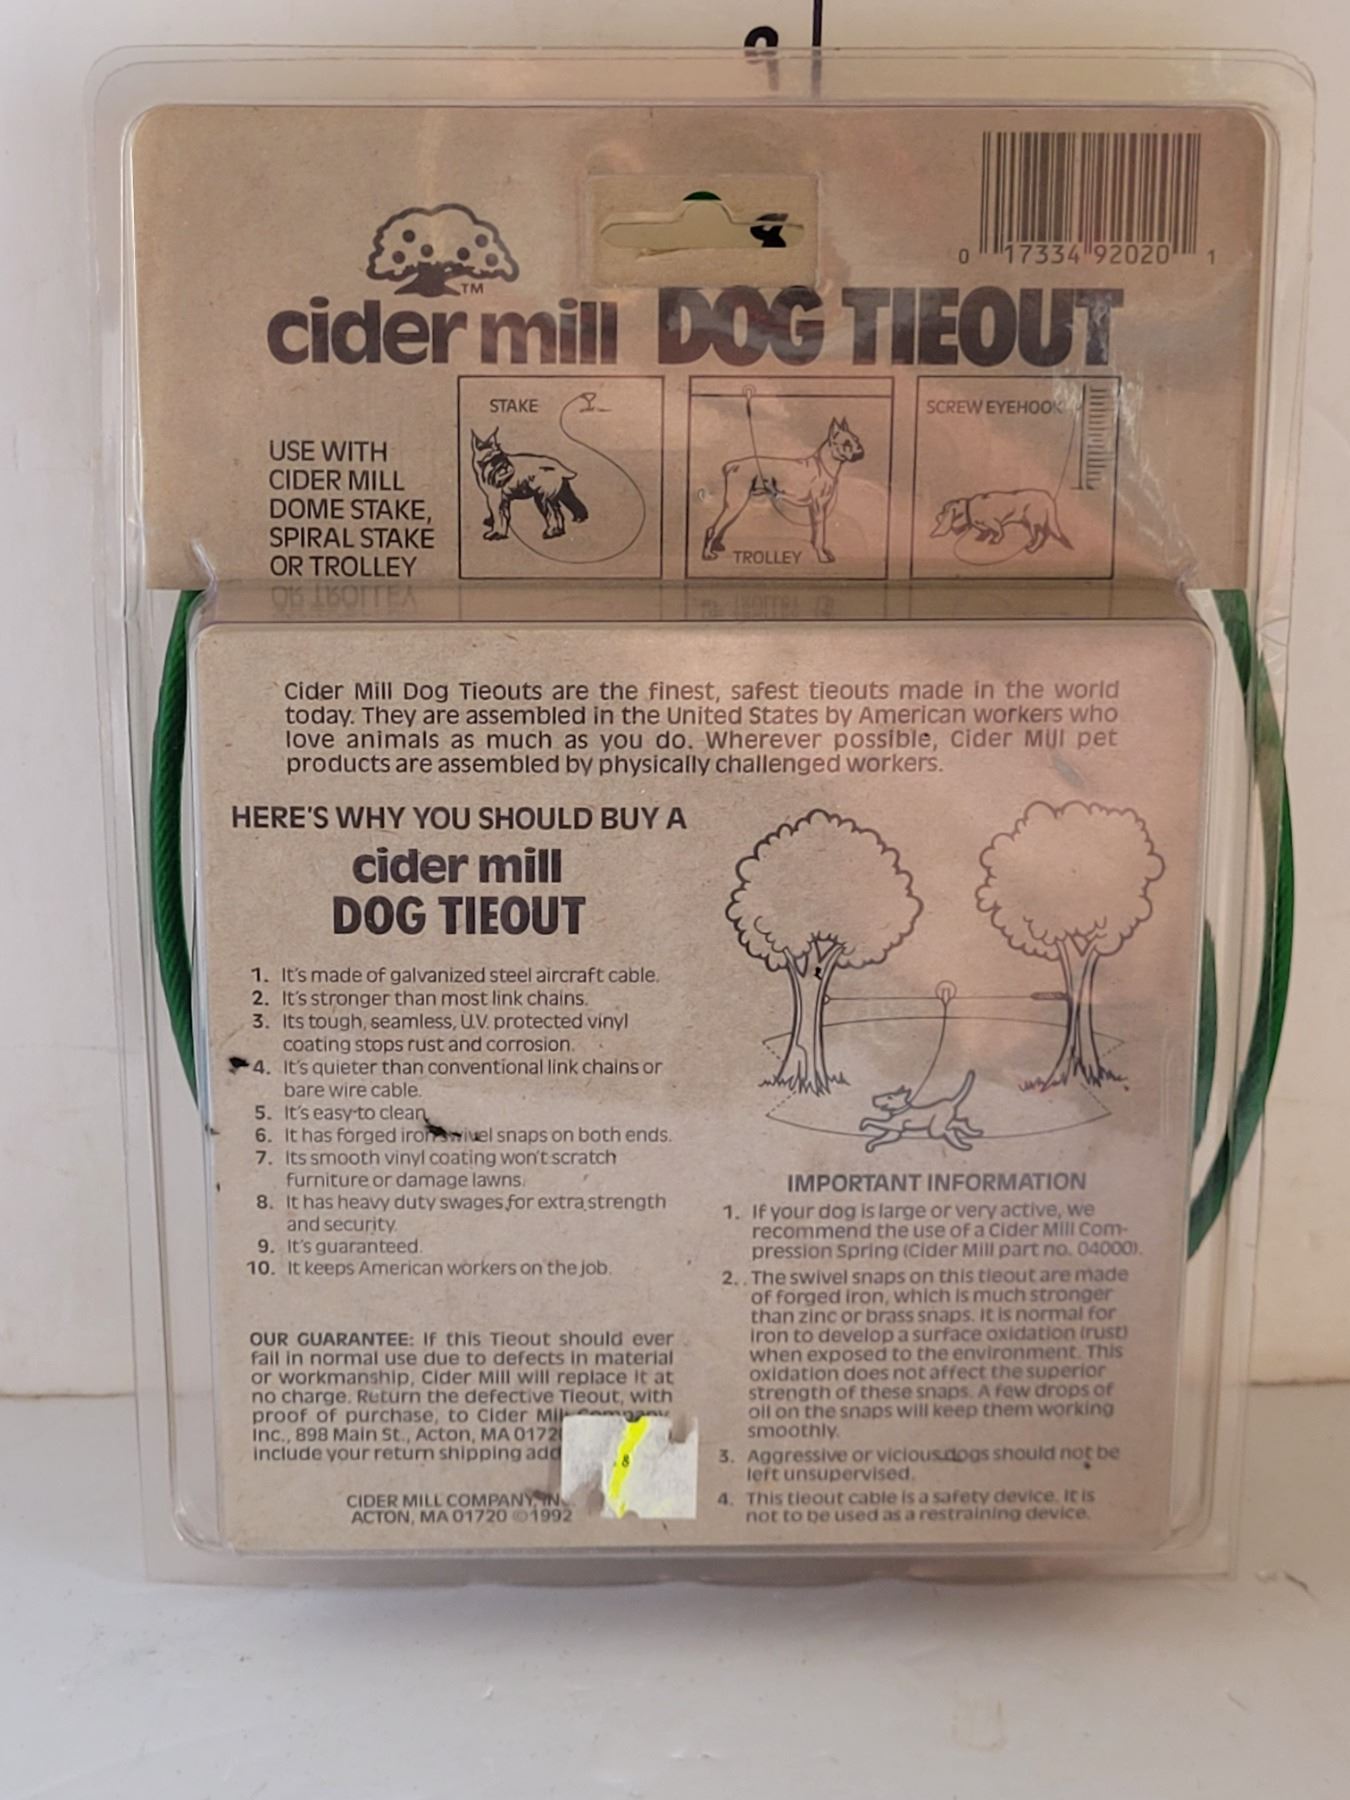 0 17334 92020 1
TM
cider mill DOG TIEOUT
STAKE
TROLLEY
SCREW EYEHOOK
USE WITH
CIDER MILL
DOME STAKE,
SPIRAL STAKE
OR TROLLEY
Cider Mill Dog Tieouts are the finest, safest tieouts made in the world
today. They are assembled in the United States by American workers who
love animals as much as you do. Wherever possible, Cider Mill pet
products are assembled by physically challenged workers.
HERE'S WHY YOU SHOULD BUY A
cider mill
DOG TIEOUT
1. It's made of galvanized steel aircraft cable.
2. It's stronger than most link chains.
3. Its tough, seamless, U.V. protected vinyl
coating stops rust and corrosion.
4. It's quieter than conventional link chains or
bare wire cable.
5. It's easy to clean
6. It has forged iron swivel snaps on both ends.
7. Its smooth vinyl coating won't scratch
furniture or damage lawns.
8. It has heavy duty swages for extra strength
and security.
9. It's guaranteed.
10. It keeps American workers on the job.
OUR GUARANTEE: If this Tieout should ever
fail in normal use due to defects in material
or workmanship, Cider Mill will replace it at
no charge. Return the defective Tieout, with
proof of purchase, to Cider Mill Company
Inc., 898 Main St., Acton, MA 01720
include your return shipping add
8
CIDER MILL COMPANY, IN
ACTON, MA 01720 ©1992
IMPORTANT INFORMATION
1. If your dog is large or very active, we
recommend the use of a Cider Mill Com-
pression Spring (Cider Mill part no. 04000).
2. The swivel snaps on this tieout are made
of forged iron, which is much stronger
than zinc or brass snaps. It is normal for
iron to develop a surface oxidation (rust)
when exposed to the environment. This
oxidation does not affect the superior
strength of these snaps. A few drops of
oil on the snaps will keep them working
smoothly.
3. Aggressive or vicious dogs should not be
left unsupervised.
4. This tieout cable is a safety device. It is
not to be used as a restraining device.